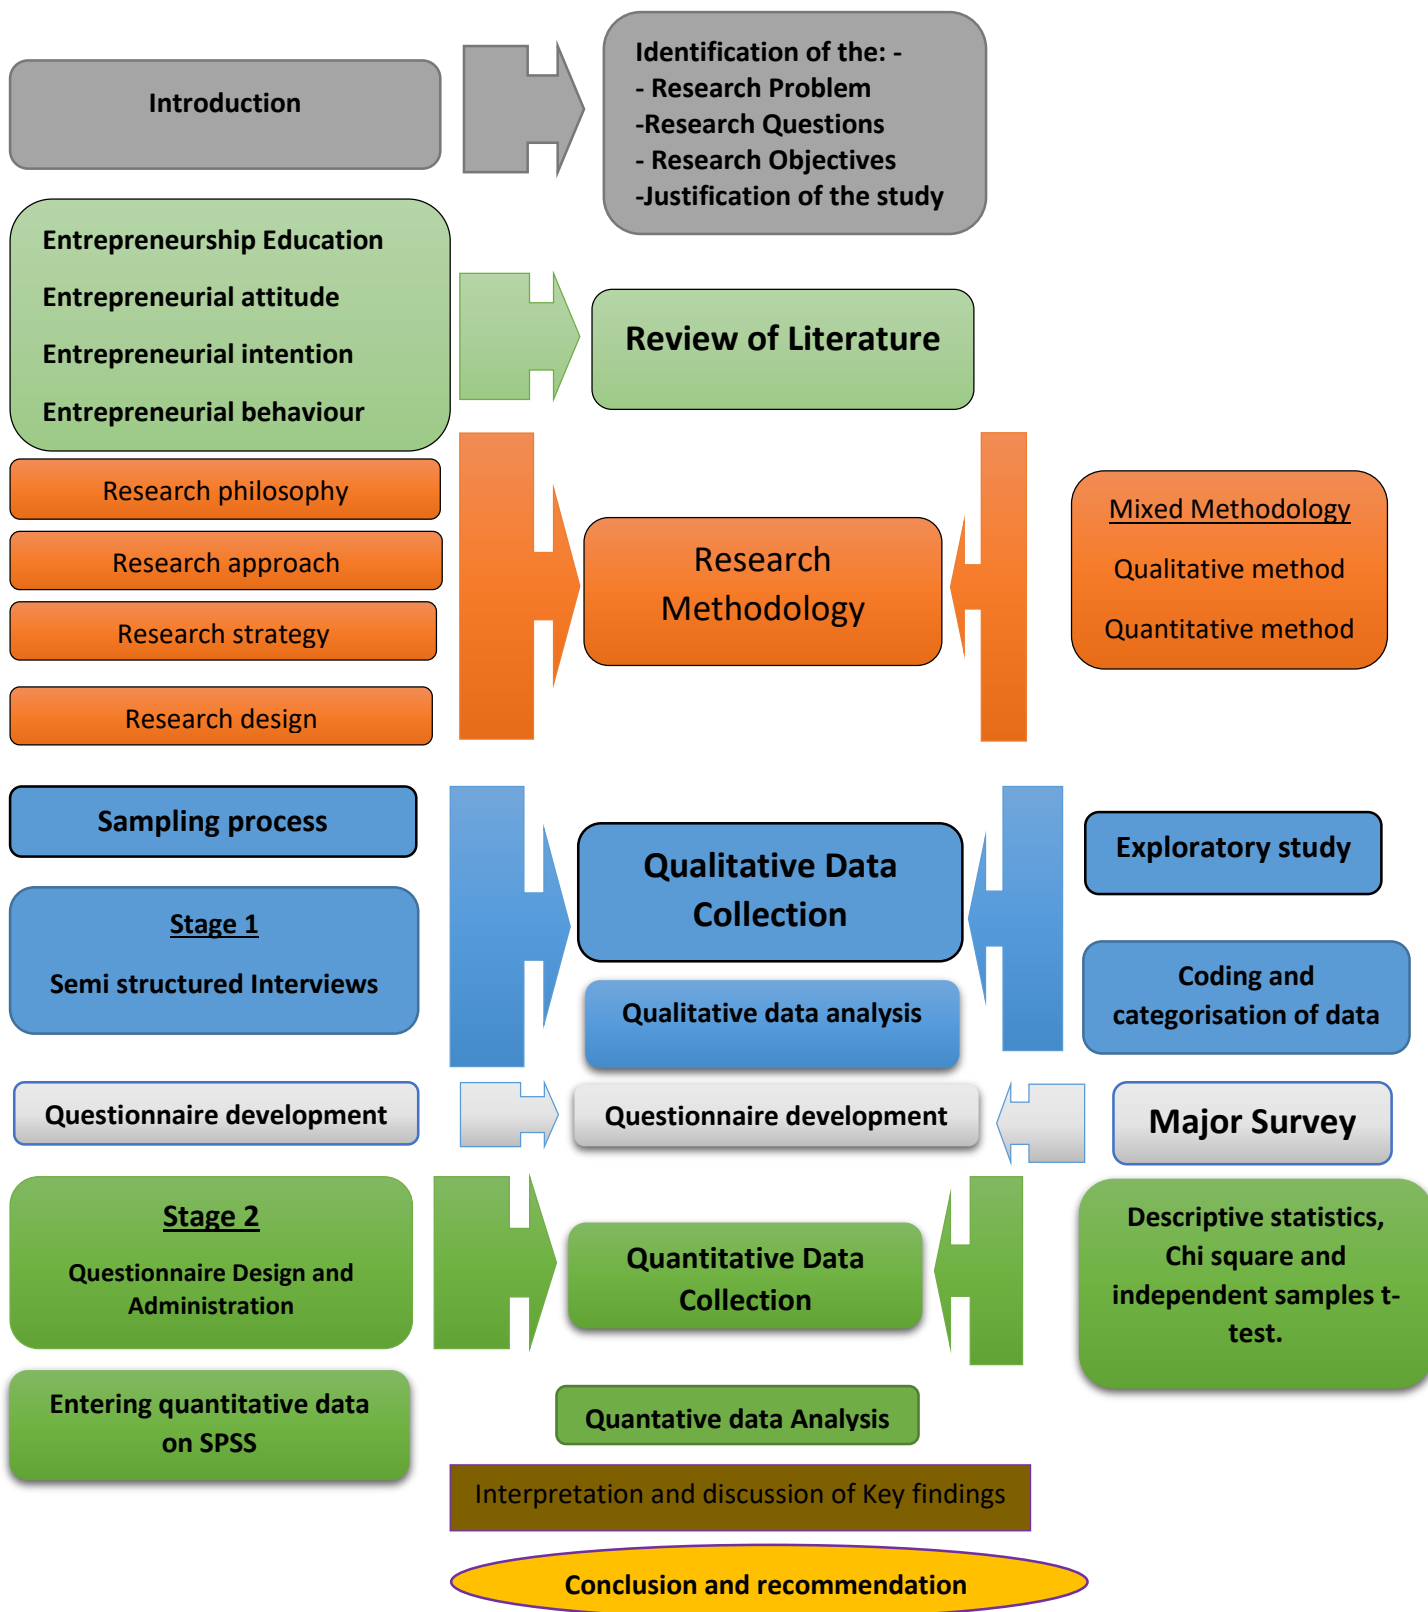 Introduction
Identification of the: -
- Research Problem
-Research Questions
- Research Objectives
-Justification of the study
Entrepreneurship Education
Entrepreneurial attitude
Entrepreneurial intention
Entrepreneurial behaviour
Review of Literature
Research philosophy
Research approach
Research strategy
Research design
Research
Methodology
Mixed Methodology
Qualitative method
Quantitative method
Sampling process
Stage 1
Semi structured Interviews
Qualitative Data
Collection
Qualitative data analysis
Exploratory study
Coding and
categorisation of data
Questionnaire development
Questionnaire development
Major Survey
Stage 2
Questionnaire Design and
Administration
Quantitative Data
Collection
Descriptive statistics,
Chi square and
independent samples t-
test.
Entering quantitative data
on SPSS
Quantative data Analysis
Interpretation and discussion of Key findings
Conclusion and recommendation